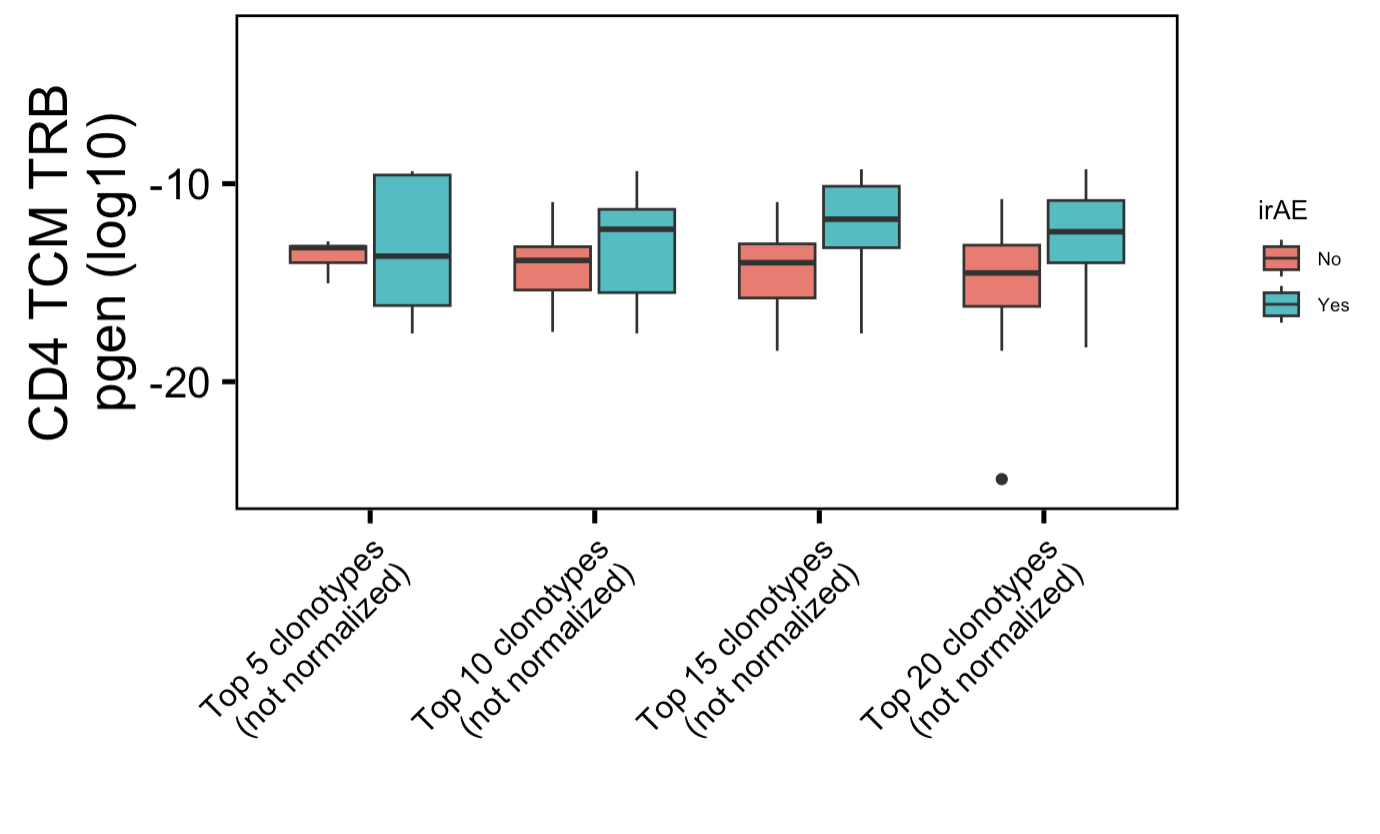 CD4 TCM TRB
pgen (log10)
-10
-20
Top 5 clonotypes
(not normalized)
Top 10 clonotypes
(not normalized)
Top 15 clonotypes
(not normalized)
Top 20 clonotypes
(not normalized)
irAE
No
Yes